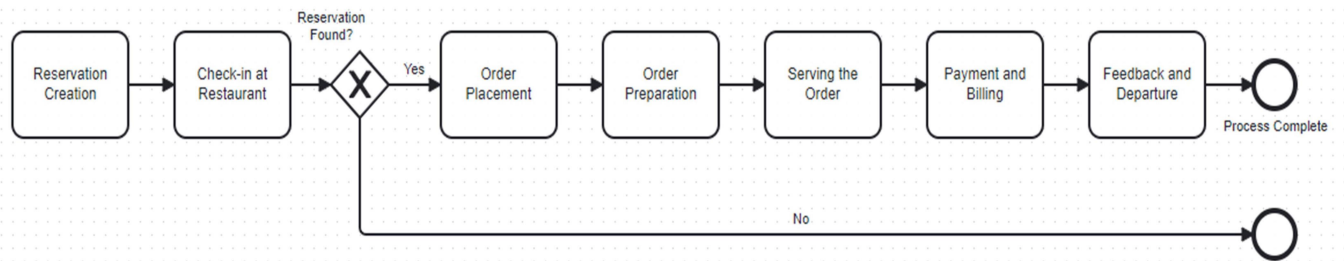 Reservation
Found?
Reservation
Creation
Check-in at
Restaurant
X
Yes
Order
Placement
Order
Preparation
Serving the
Order
Payment and
Billing
Feedback and
Departure
Process Complete
No